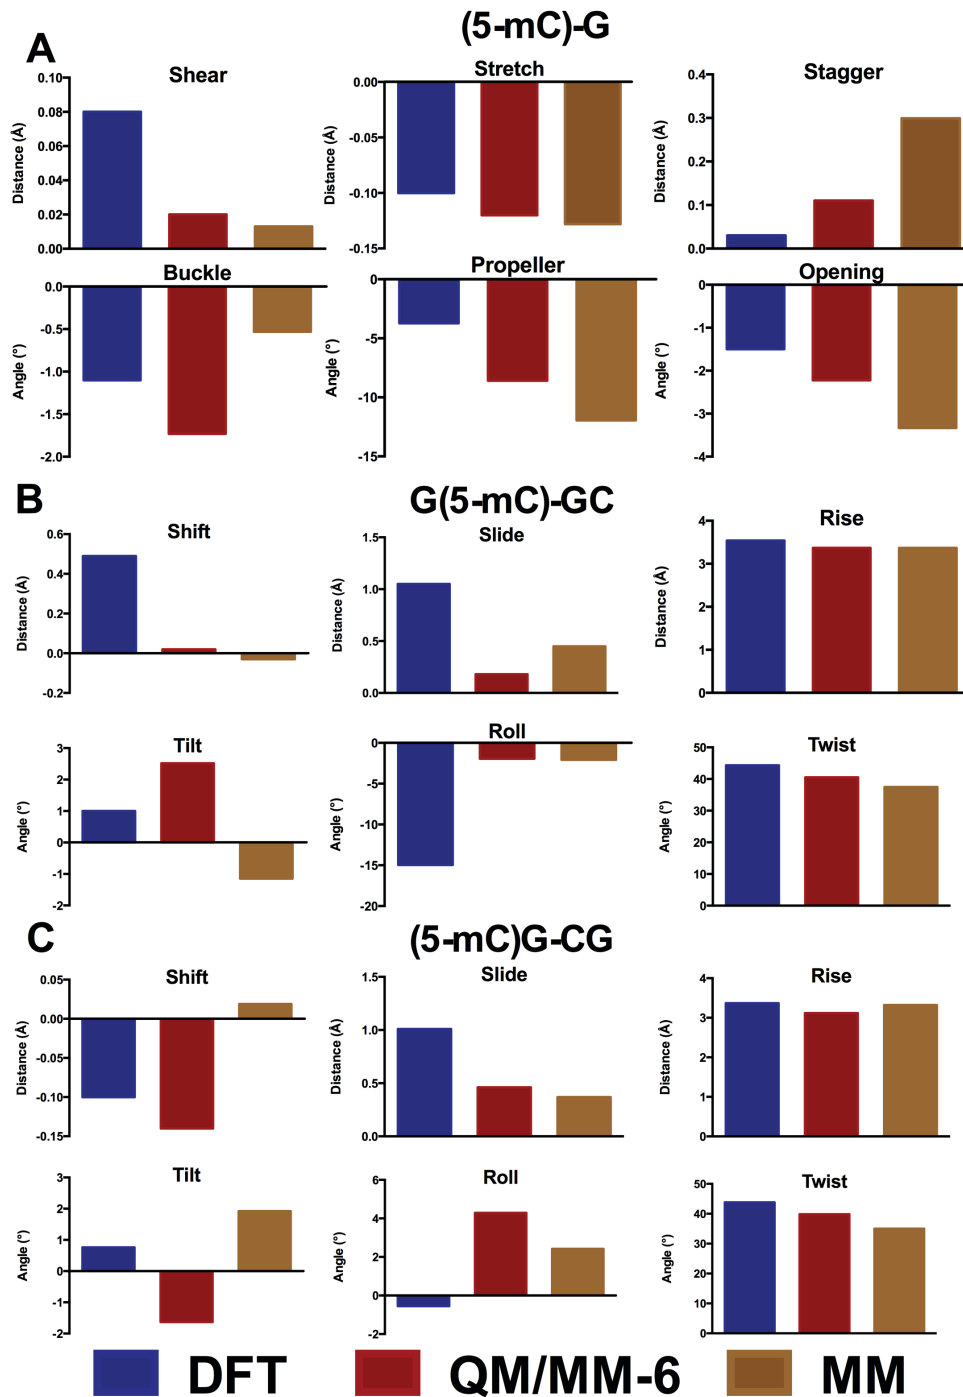 (5-mC)-G
A
Shear
Distance (Å)
0.10
0.08
0.06
0.04
0.02
0.00
Stretch
Distance (Å)
0.00
-0.05
-0.10
-0.15
Stagger
Distance (Å)
0.4
0.3
0.2
0.1
0.0
Buckle
Angle (°)
0.0
-0.5
-1.0
-1.5
-2.0
Propeller
Angle (°)
0
-5
-10
-15
Opening
Angle (°)
0
-1
-2
-3
-4
B
G(5-mC)-GC
Shift
Distance (Å)
0.6
0.4
0.2
0.0
-0.2
Slide
Distance (Å)
1.5
1.0
0.5
0.0
Rise
Distance (Å)
4
3
2
1
0
Tilt
Angle (°)
3
2
1
0
-1
-2
Roll
Angle (°)
0
-5
-10
-15
-20
Twist
Angle (°)
50
40
30
20
10
0
C
(5-mC)G-CG
Shift
Distance (Å)
0.05
0.00
-0.05
-0.10
-0.15
Slide
Distance (Å)
1.5
1.0
0.5
0.0
Rise
Distance (Å)
4
3
2
1
0
Tilt
Angle (°)
3
2
1
0
-1
-2
Roll
Angle (°)
6
4
2
0
-2
Twist
Angle (°)
50
40
30
20
10
0
DFT
QM/MM-6
MM